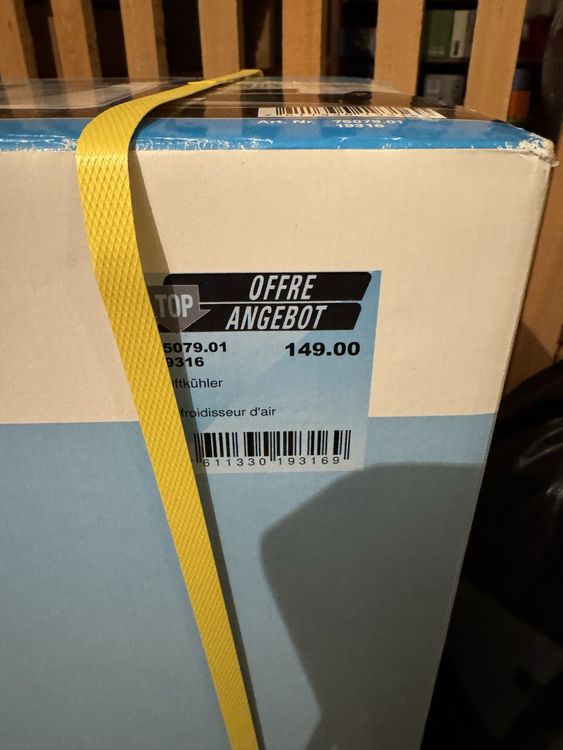 Art. Nr. 75079.01
19316
TOP
OFFRE
ANGEBOT
5079.01 149.00
9316
ftkühler
froidisseur d'air
611330 193169